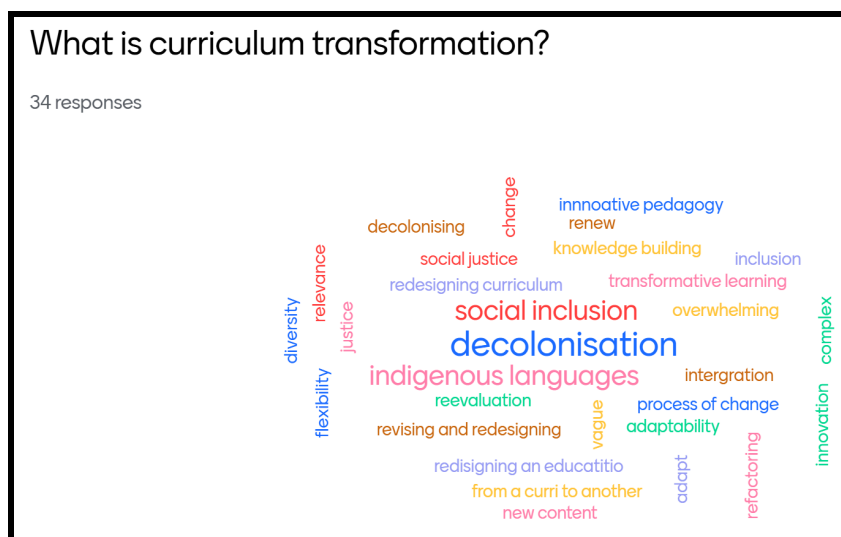 What is curriculum transformation?
34 responses
change
innnoative pedagogy
decolonising
renew
knowledge building
social justice
inclusion
relevance
redesigning curriculum
transformative learning
diversity
justice
social inclusion
overwhelming
complex
decolonisation
indigenous languages
intergration
flexibility
reevaluation
process of change
innovation
vague
revising and redesigning
adaptability
refactoring
redisigning an educatitio
adapt
from a curri to another
new content